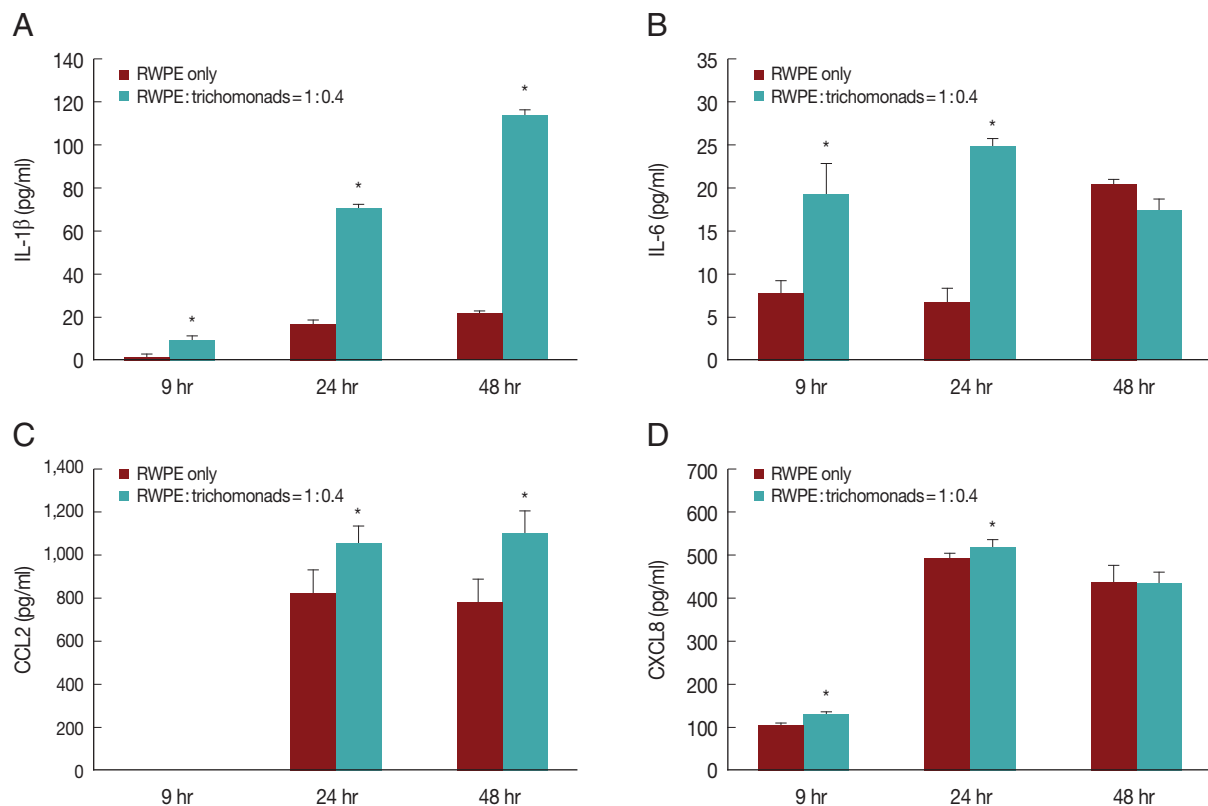 A
IL-1β (pg/ml)
140
120
100
80
60
40
20
0
RWPE only
RWPE:trichomonads=1:0.4
*
*
*
9 hr
24 hr
48 hr
B
IL-6 (pg/ml)
35
30
25
20
15
10
5
0
RWPE only
RWPE:trichomonads=1:0.4
*
*
9 hr
24 hr
48 hr
C
CCL2 (pg/ml)
1,400
1,200
1,000
800
600
400
200
0
RWPE only
RWPE:trichomonads=1:0.4
*
*
9 hr
24 hr
48 hr
D
CXCL8 (pg/ml)
700
600
500
400
300
200
100
0
RWPE only
RWPE:trichomonads=1:0.4
*
*
9 hr
24 hr
48 hr